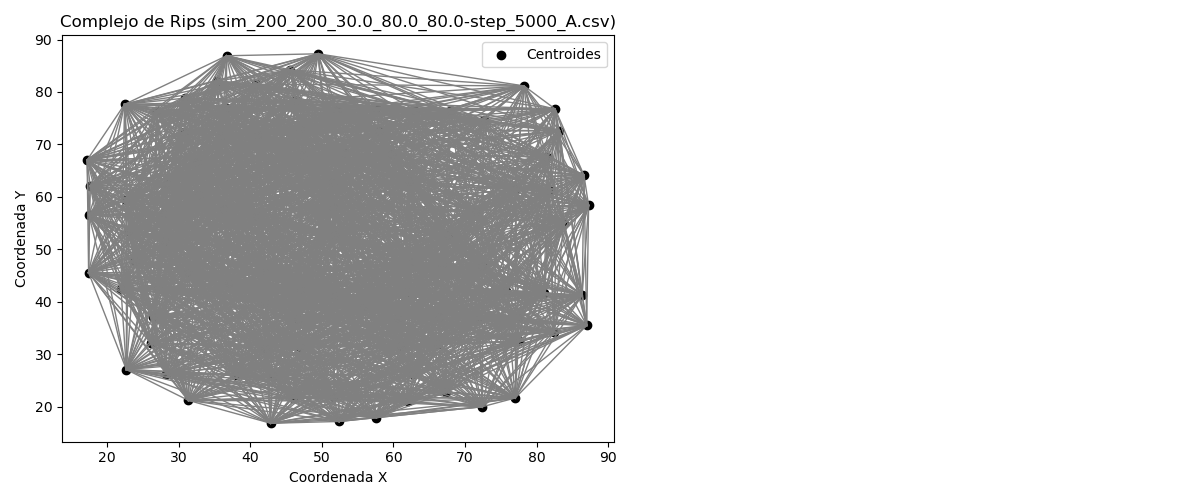 Complejo de Rips (sim_200_200_30.0_80.0_80.0-step_5000_A.csv)
Centroides
90
80
70
60
50
40
30
20
Coordenada Y
20 30 40 50 60 70 80 90
Coordenada X